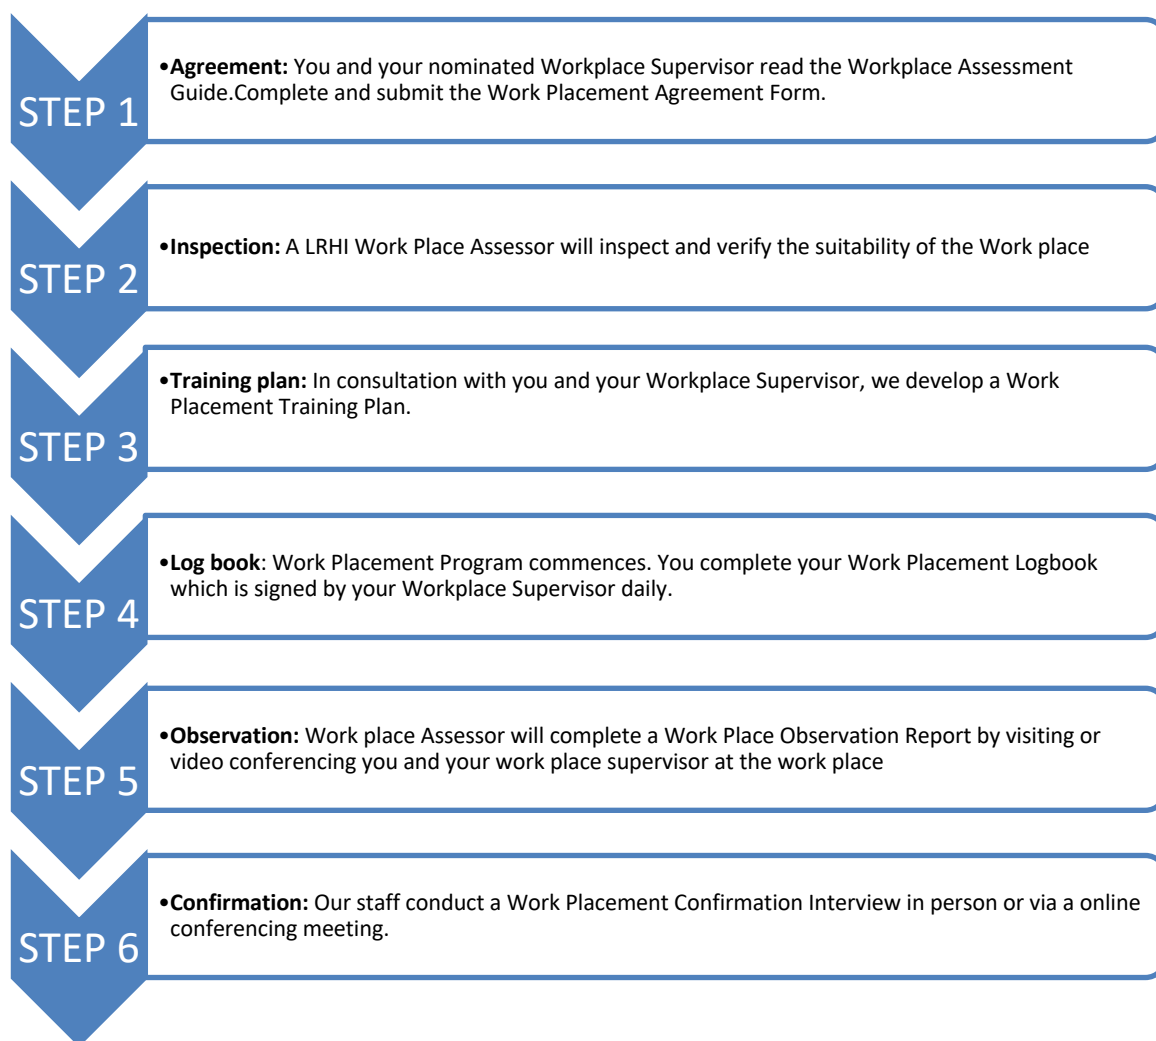 STEP 1
•Agreement: You and your nominated Workplace Supervisor read the Workplace Assessment
Guide.Complete and submit the Work Placement Agreement Form.
STEP 2
•Inspection: A LRHI Work Place Assessor will inspect and verify the suitability of the Work place
STEP 3
•Training plan: In consultation with you and your Workplace Supervisor, we develop a Work
Placement Training Plan.
STEP 4
•Log book: Work Placement Program commences. You complete your Work Placement Logbook
which is signed by your Workplace Supervisor daily.
STEP 5
•Observation: Work place Assessor will complete a Work Place Observation Report by visiting or
video conferencing you and your work place supervisor at the work place
STEP 6
•Confirmation: Our staff conduct a Work Placement Confirmation Interview in person or via a online
conferencing meeting.